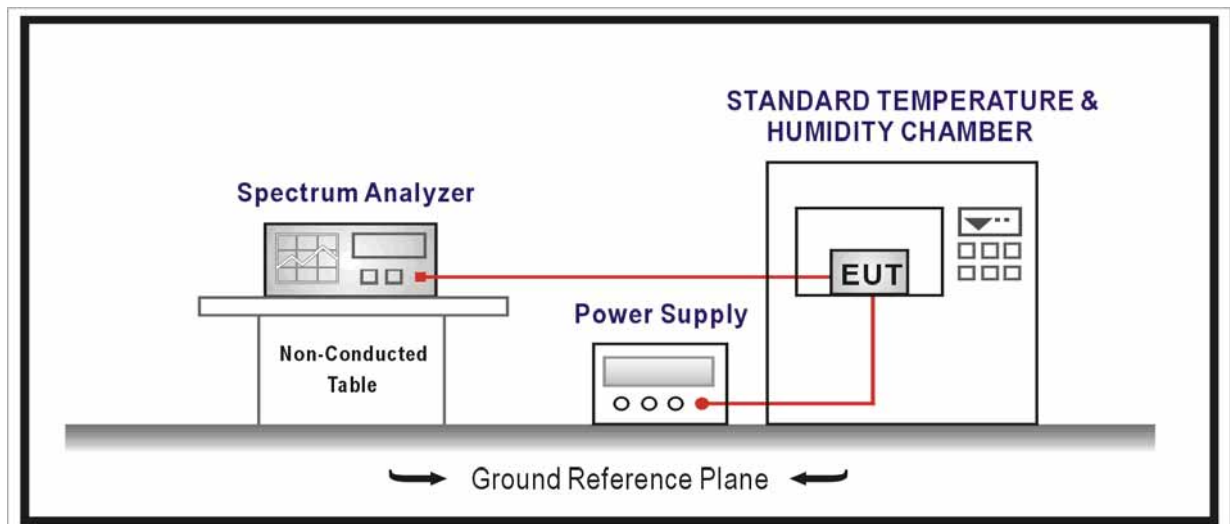 STANDARD TEMPERATURE &
HUMIDITY CHAMBER
Spectrum Analyzer
EUT
Power Supply
Non-Conducted
Table
Ground Reference Plane